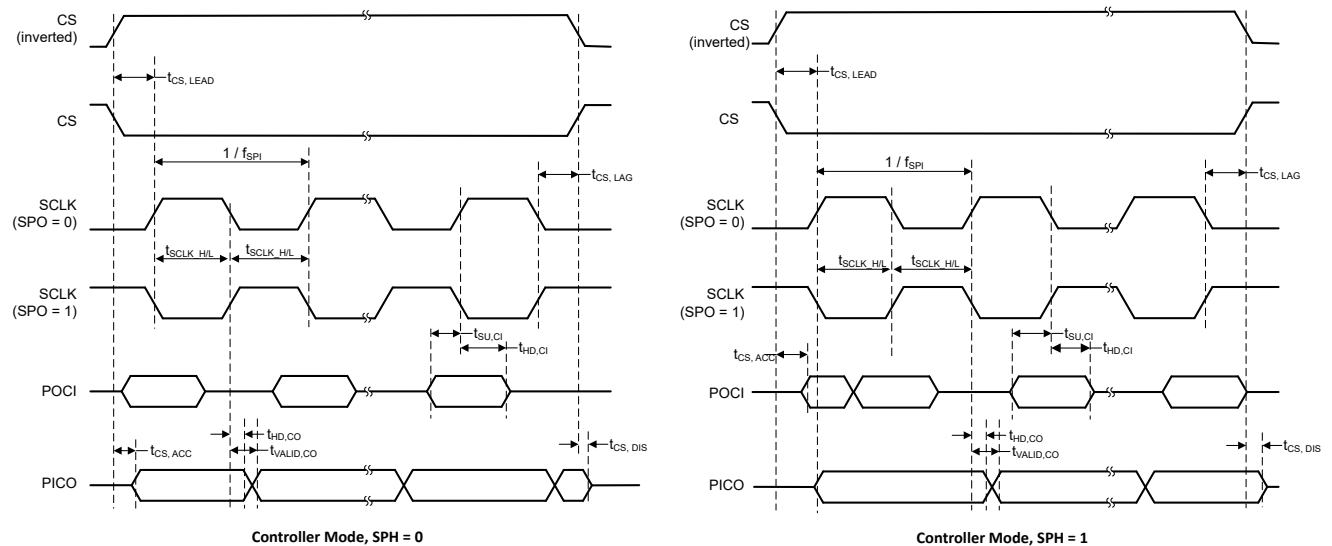 CS
(inverted)
tCS, LEAD
CS
1 / fSPI
tCS, LAG
SCLK
(SPO = 0)
tSCLK_H/L
tSCLK_H/L
SCLK
(SPO = 1)
tSU,CI
tHD,CI
POCI
tHD,CO
tVALID,CO
tCS, ACC
tCS, DIS
PICO
Controller Mode, SPH = 0
CS
(inverted)
tCS, LEAD
CS
1 / fSPI
tCS, LAG
SCLK
(SPO = 0)
tSCLK_H/L
tSCLK_H/L
SCLK
(SPO = 1)
tSU,CI
tHD,CI
tCS, ACC
POCI
tHD,CO
tVALID,CO
tCS, DIS
PICO
Controller Mode, SPH = 1